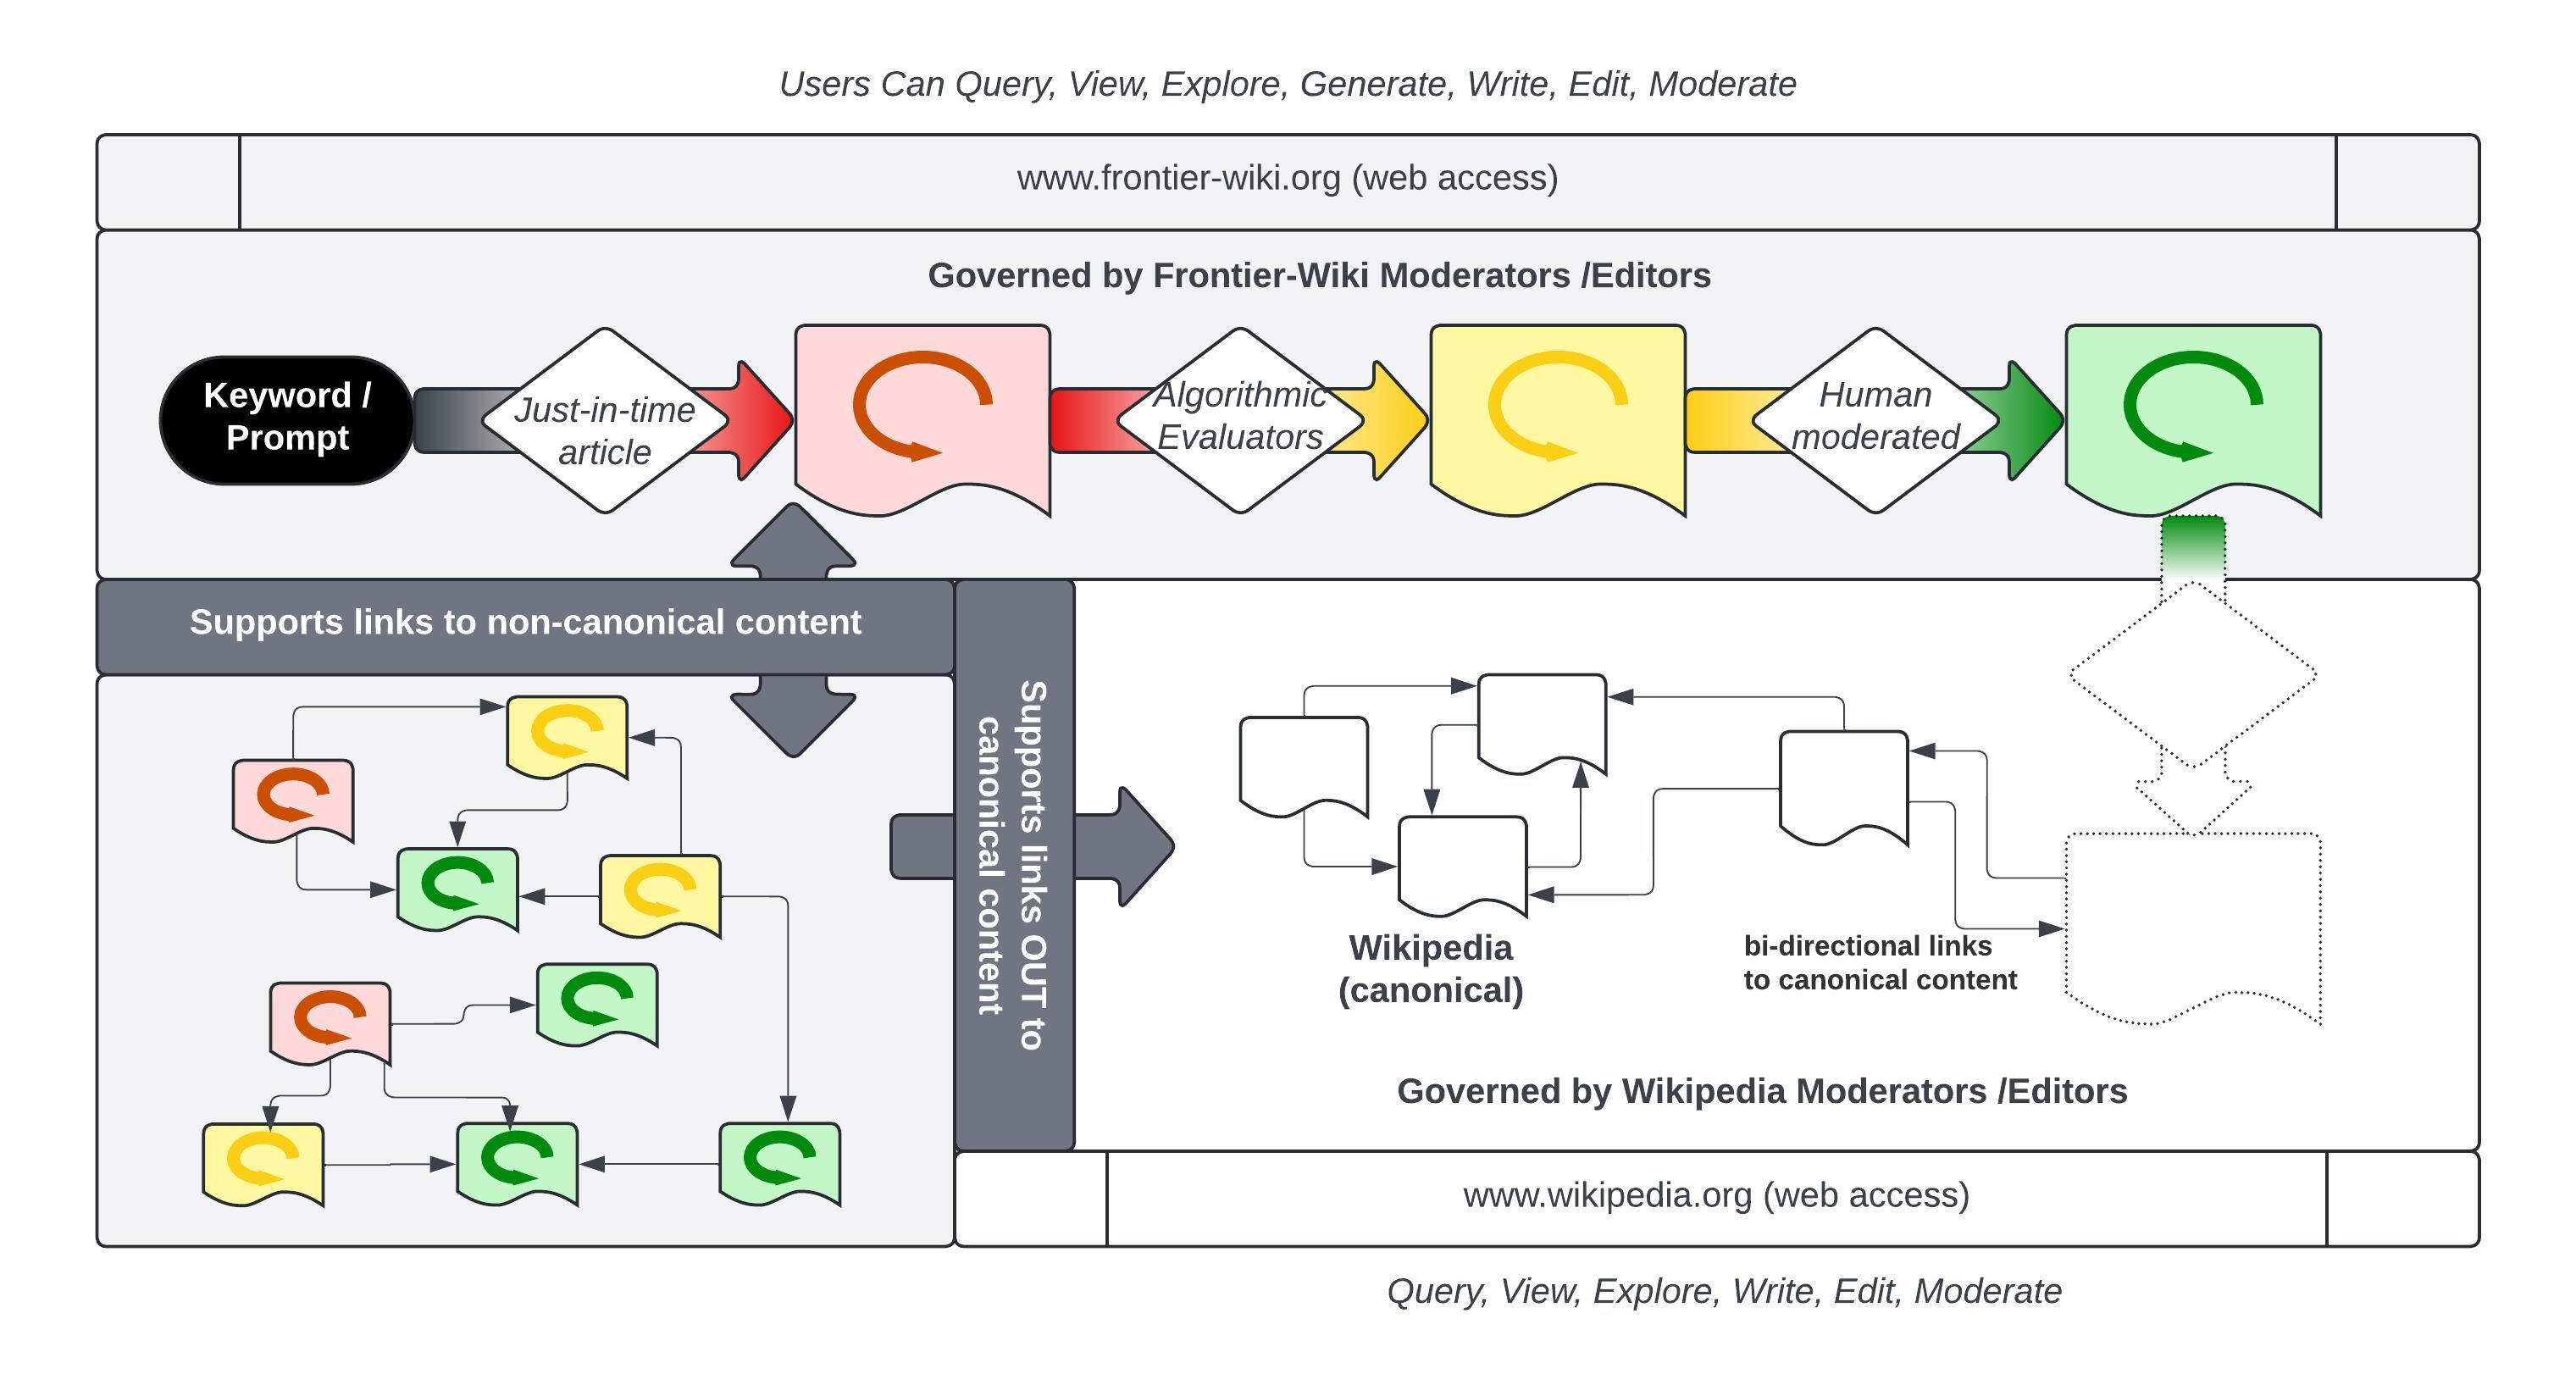 Users Can Query, View, Explore, Generate, Write, Edit, Moderate
www.frontier-wiki.org (web access)
Governed by Frontier-Wiki Moderators /Editors
Keyword /
Prompt
Just-in-time
article
Algorithmic
Evaluators
Human
moderated
Supports links to non-canonical content
Supports links OUT to
canonical content
Wikipedia
(canonical)
bi-directional links
to canonical content
Governed by Wikipedia Moderators /Editors
www.wikipedia.org (web access)
Query, View, Explore, Write, Edit, Moderate